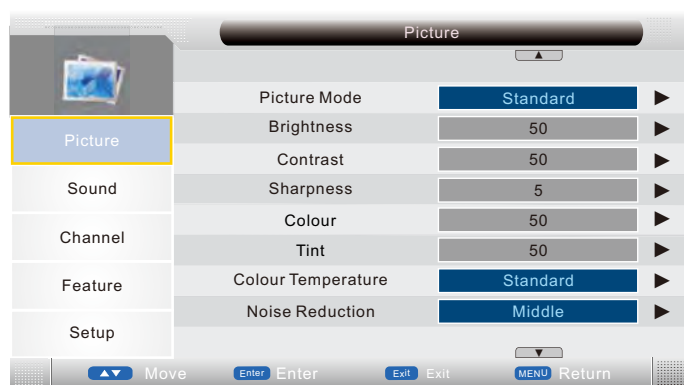 Picture
Picture Mode Standard
Picture
Brightness 50
Contrast 50
Sound
Sharpness 5
Colour 50
Channel
Tint 50
Feature
Colour Temperature Standard
Noise Reduction Middle
Setup
Move Enter Enter Exit Exit MENU Return